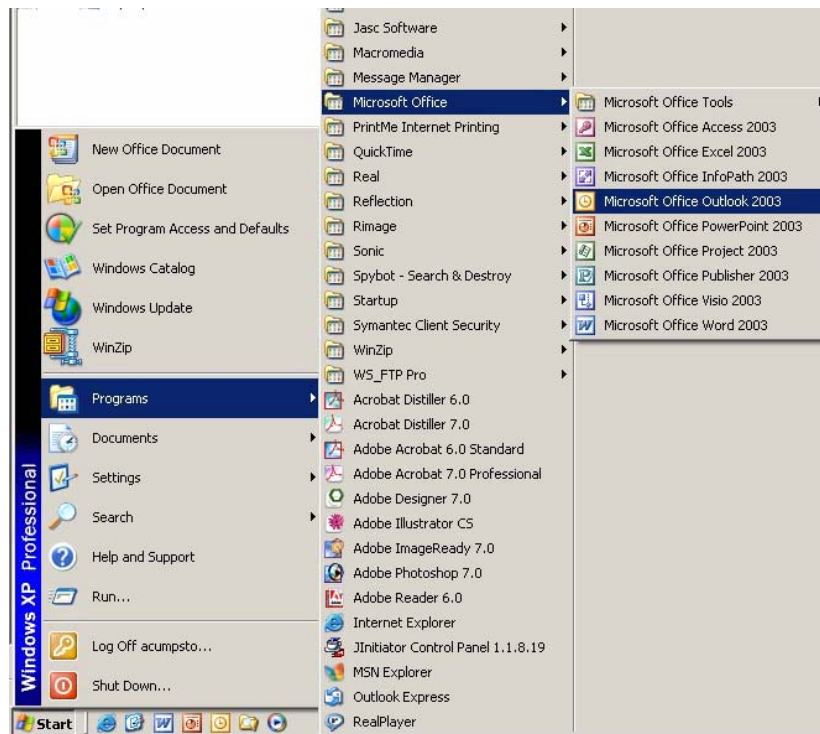 New Office Document
Open Office Document
Set Program Access and Defaults
Windows Catalog
Windows Update
WinZip
Programs
Documents
Settings
Search
Help and Support
Run...
Log Off acumpsto...
Shut Down...
Windows XP Professional
Start
Jasc Software
Macromedia
Message Manager
Microsoft Office
PrintMe Internet Printing
QuickTime
Real
Reflection
Rimage
Sonic
Spybot - Search & Destroy
Startup
Symantec Client Security
WinZip
WS_FTP Pro
Acrobat Distiller 6.0
Acrobat Distiller 7.0
Adobe Acrobat 6.0 Standard
Adobe Acrobat 7.0 Professional
Adobe Designer 7.0
Adobe Illustrator CS
Adobe ImageReady 7.0
Adobe Photoshop 7.0
Adobe Reader 6.0
Internet Explorer
JInitiator Control Panel 1.1.8.19
MSN Explorer
Outlook Express
RealPlayer
Microsoft Office Tools
Microsoft Office Access 2003
Microsoft Office Excel 2003
Microsoft Office InfoPath 2003
Microsoft Office Outlook 2003
Microsoft Office PowerPoint 2003
Microsoft Office Project 2003
Microsoft Office Publisher 2003
Microsoft Office Visio 2003
Microsoft Office Word 2003